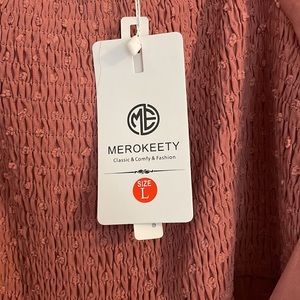 ME
MEROKEETY
Classic & Comfy & Fashion
SIZE
L